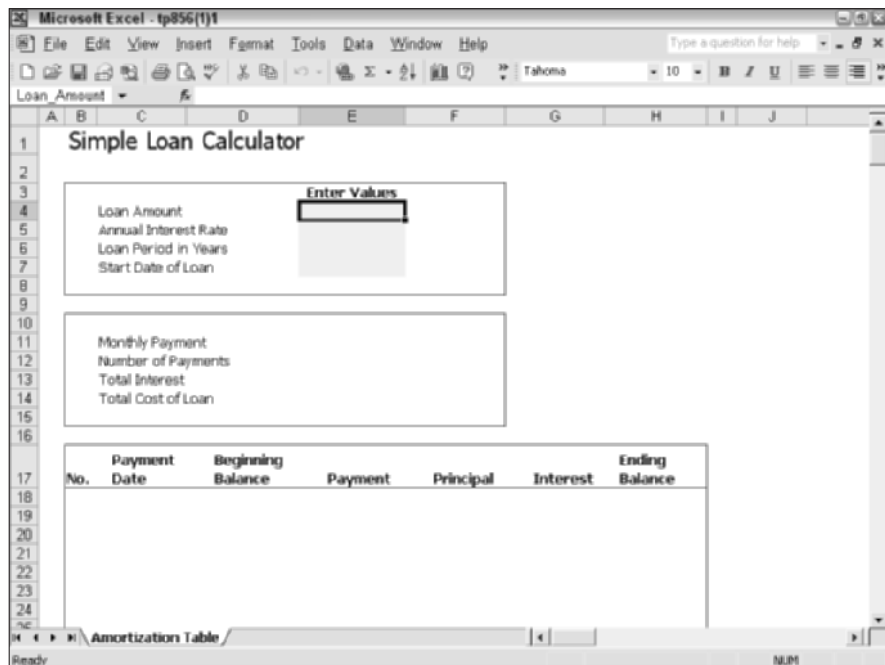 Microsoft Excel - tp856(1)1
File Edit View Insert Format Tools Data Window Help
Type a question for help
Tahoma 10 B I U
Loan_Amount fx
A B C D E F G H I J
1 Simple Loan Calculator
2
3 Enter Values
4 Loan Amount
5 Annual Interest Rate
6 Loan Period in Years
7 Start Date of Loan
8
9
10
11 Monthly Payment
12 Number of Payments
13 Total Interest
14 Total Cost of Loan
15
16
Payment Beginning Ending
17 No. Date Balance Payment Principal Interest Balance
18
19
20
21
22
23
24
25
Amortization Table
Ready NUM